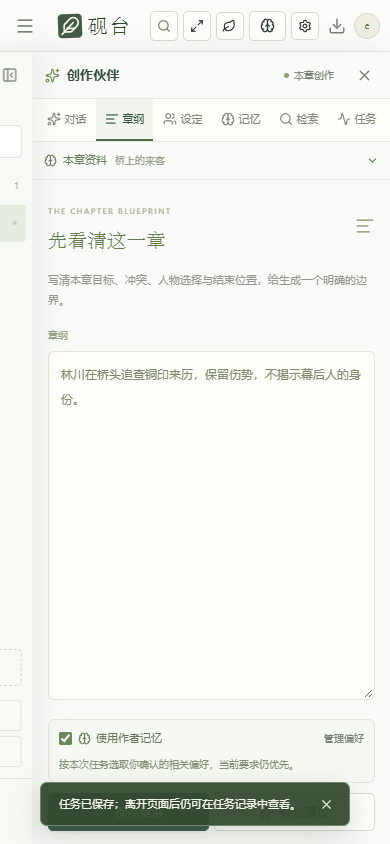 砚台
c
创作伙伴
本章创作
对话
章纲
设定
记忆
检索
任务
本章资料 桥上的来客
1
THE CHAPTER BLUEPRINT
先看清这一章
写清本章目标、冲突、人物选择与结束位置，给生成一个明确的边
界。
章纲
林川在桥头追查铜印来历，保留伤势，不揭示幕后人的身
份。
使用作者记忆
管理偏好
按本次任务选取你确认的相关偏好，当前要求仍优先。
任务已保存；离开页面后仍可在任务记录中查看。